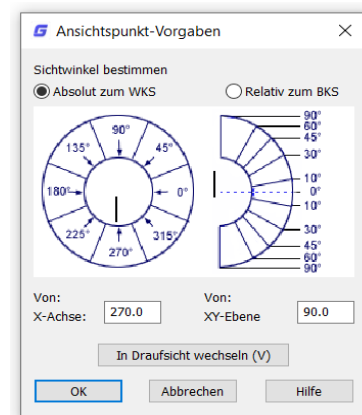 Ansichtspunkt-Vorgaben
Sichtwinkel bestimmen
Absolut zum WKS Relativ zum BKS
90°
135° 45°
180° 0°
225° 315°
270°
90°
60°
45°
30°
10°
0°
10°
30°
45°
60°
90°
Von: Von:
X-Achse: 270.0 XY-Ebene 90.0
In Draufsicht wechseln (V)
OK Abbrechen Hilfe